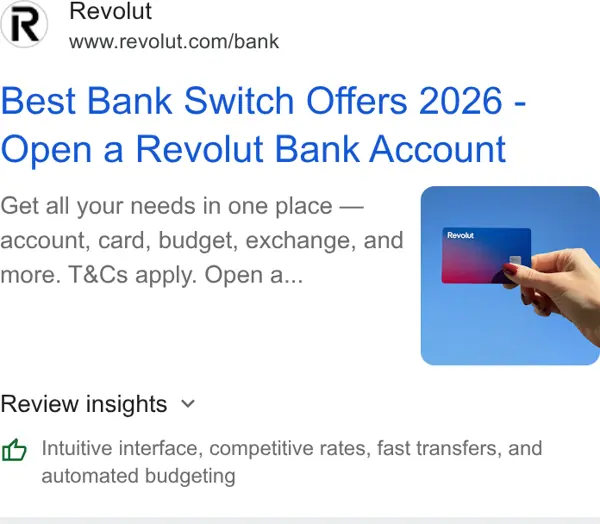 Revolut
www.revolut.com/bank
Best Bank Switch Offers 2026 -
Open a Revolut Bank Account
Get all your needs in one place —
account, card, budget, exchange, and
more. T&Cs apply. Open a...
Revolut
Review insights
Intuitive interface, competitive rates, fast transfers, and
automated budgeting